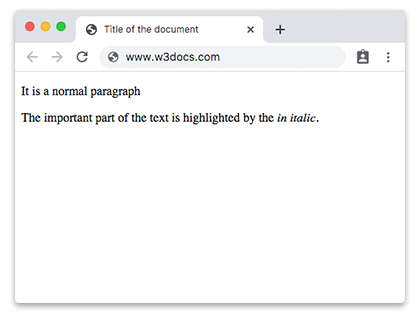 Title of the document
www.w3docs.com
It is a normal paragraph
The important part of the text is highlighted by the in italic.